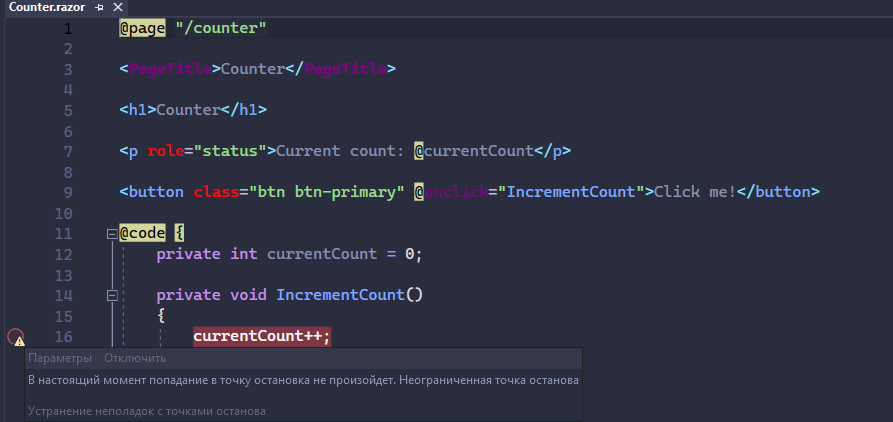 Counter.razor
1 @page "/counter"
2
3 <PageTitle>Counter</PageTitle>
4
5 <h1>Counter</h1>
6
7 <p role="status">Current count: @currentCount</p>
8
9 <button class="btn btn-primary" @onclick="IncrementCount">Click me!</button>
10
11 @code {
12 private int currentCount = 0;
13
14 private void IncrementCount()
15 {
16 currentCount++;
Параметры Отключить
В настоящий момент попадание в точку остановка не произойдет. Неограниченная точка останова
Устранение неполадок с точками останова